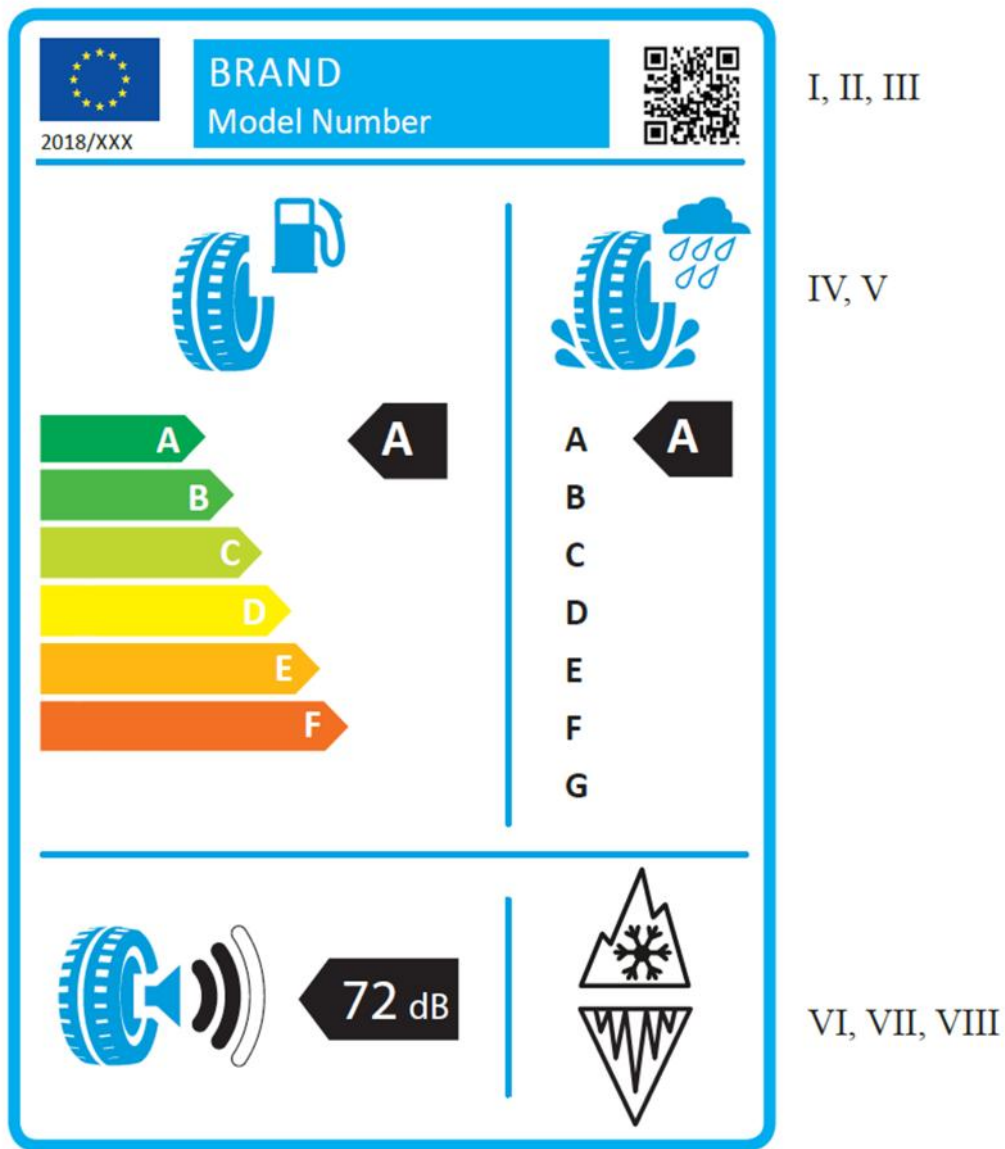 BRAND
Model Number
2018/XXX
I, II, III
IV, V
A
B
C
D
E
F
A
A
B
C
D
E
F
G
A
72 dB
VI, VII, VIII